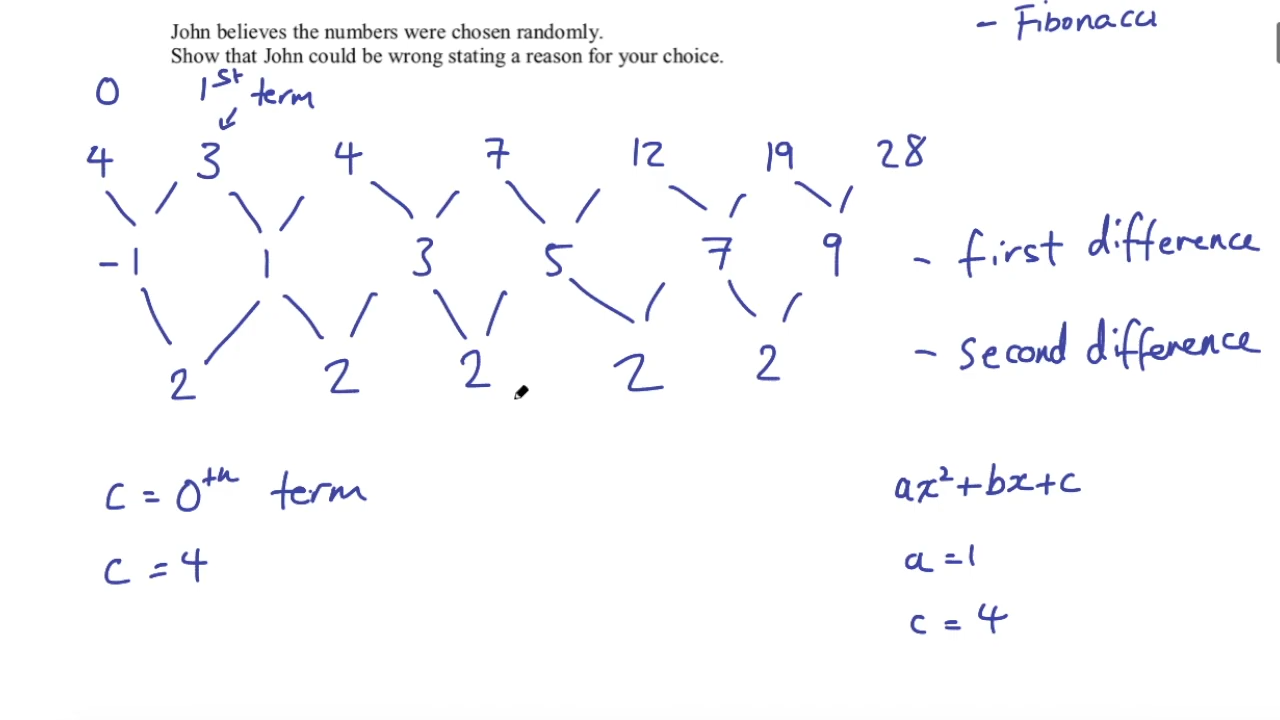 - Fibonacci
John believes the numbers were chosen randomly.
Show that John could be wrong stating a reason for your choice.
0 1st term
4 3 4 7 12 19 28
-1 1 3 5 7 9 - first difference
2 2 2 2 2 - second difference
c = 0th term
ax²+bx+c
c = 4
a = 1
c = 4